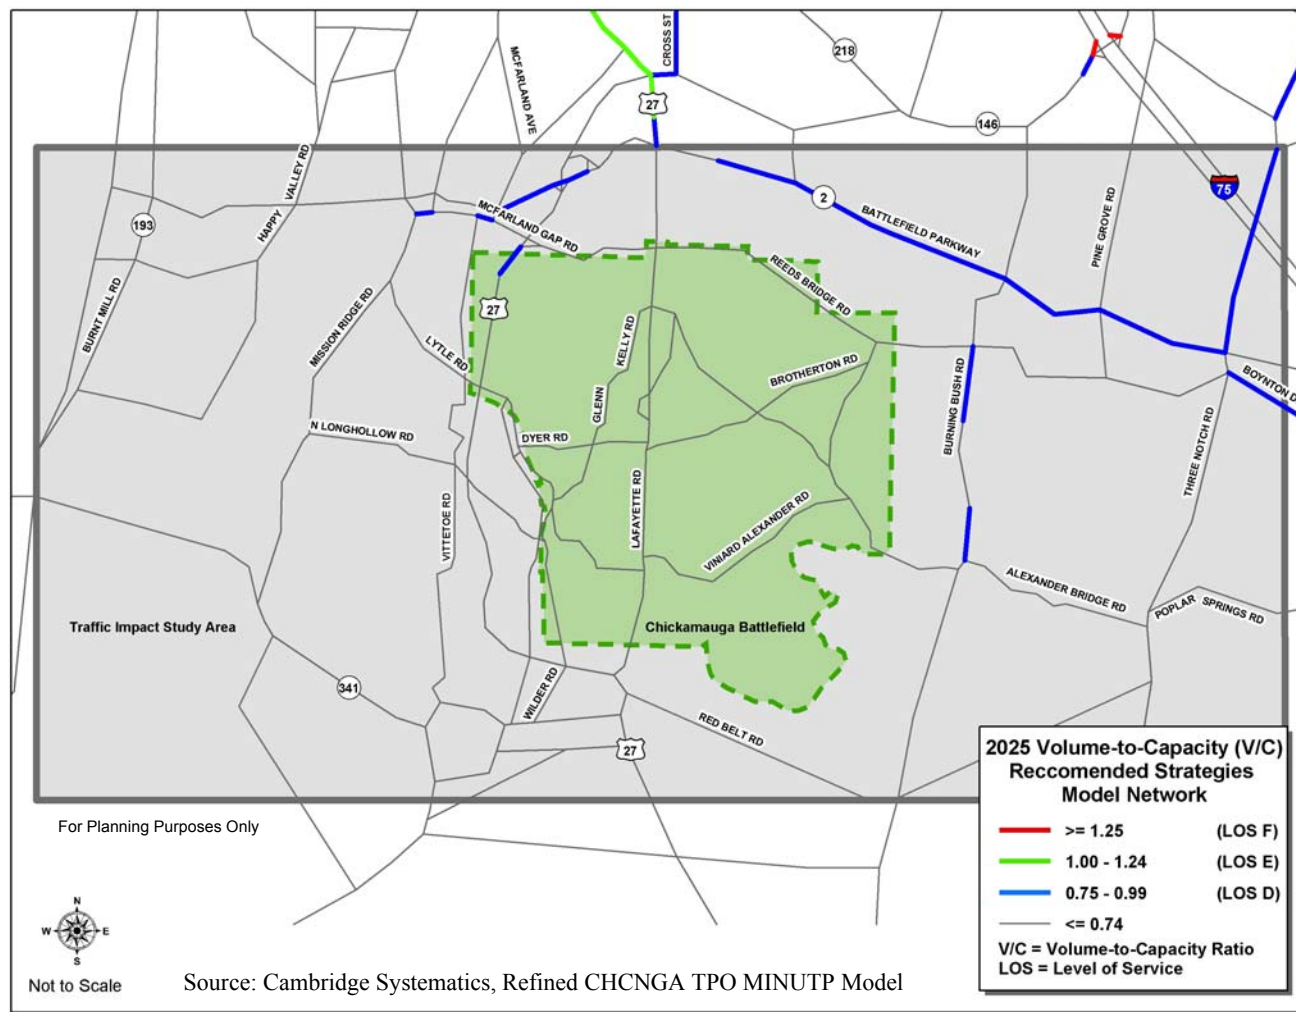 CROSS ST
218
MCFARLAND AVE
27
146
75
HAPPY VALLEY RD
193
MCFARLAND GAP RD
2
BATTLEFIELD PARKWAY
PINE GROVE RD
BURNT MILL RD
MISSION RIDGE RD
27
REEDS BRIDGE RD
LYTLE RD
KELLY RD
GLENN
BROTHERTON RD
BURNING BUSH RD
BOYNTON D
N LONGHOLLOW RD
DYER RD
THREE NOTCH RD
VITTETOE RD
LAFAYETTE RD
VINIARD ALEXANDER RD
ALEXANDER BRIDGE RD
POPLAR SPRINGS RD
Traffic Impact Study Area
Chickamauga Battlefield
341
WILDER RD
RED BELT RD
27
2025 Volume-to-Capacity (V/C)
Reccomended Strategies
Model Network
>= 1.25 (LOS F)
1.00 - 1.24 (LOS E)
0.75 - 0.99 (LOS D)
<= 0.74
V/C = Volume-to-Capacity Ratio
LOS = Level of Service
For Planning Purposes Only
N
W E
S
Not to Scale
Source: Cambridge Systematics, Refined CHCNGA TPO MINUTP Model